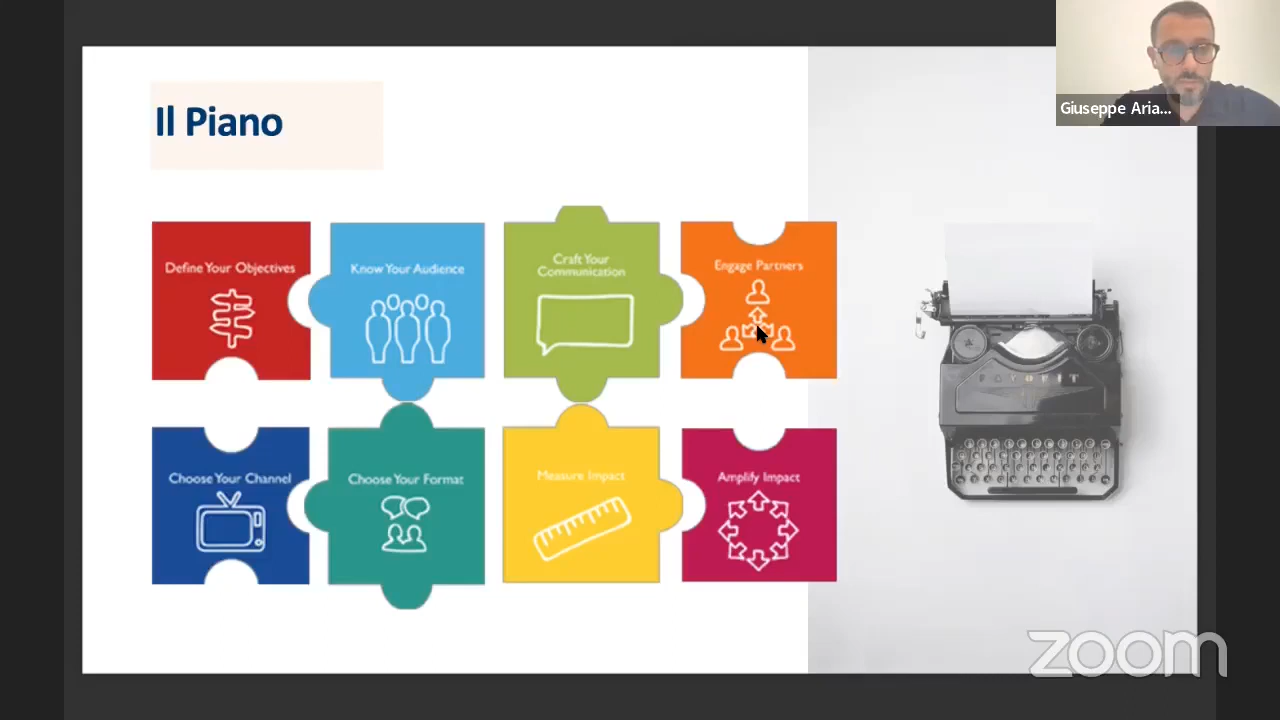 Giuseppe Aria...
Il Piano
Define Your Objectives
Know Your Audience
Craft Your
Communication
Engage Partners
Choose Your Channel
Choose Your Format
Measure Impact
Amplify Impact
zoom